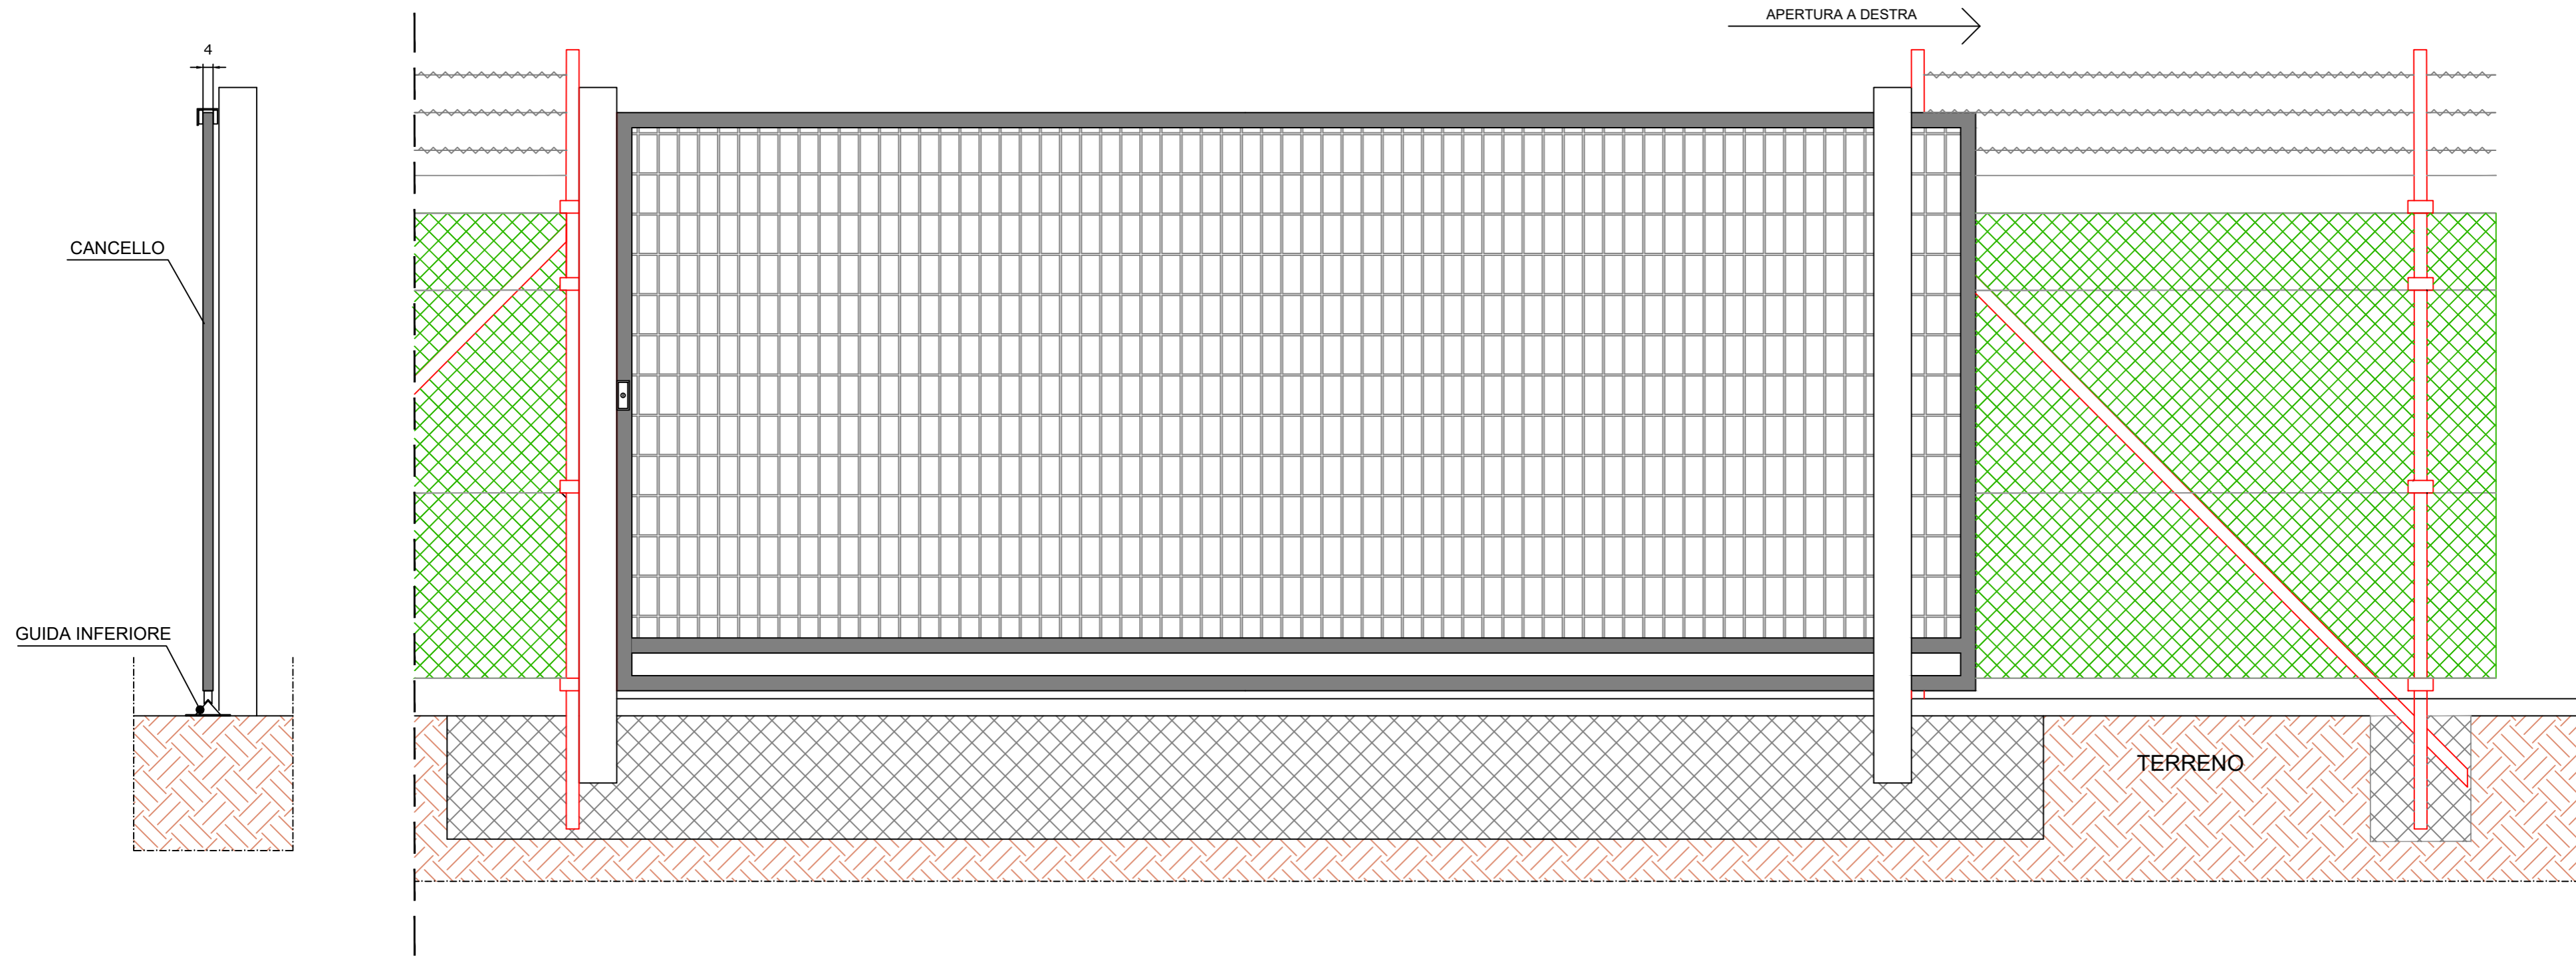 APERTURA A DESTRA
4
CANCELLO
GUIDA INFERIORE
TERRENO